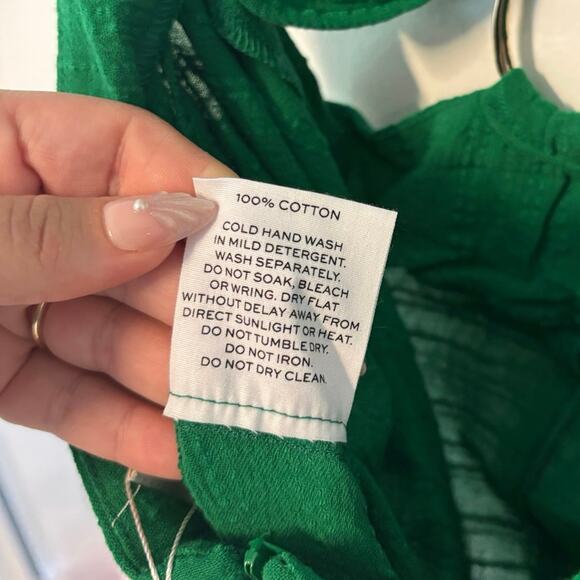 100% COTTON
COLD HAND WASH
IN MILD DETERGENT.
WASH SEPARATELY.
DO NOT SOAK, BLEACH
OR WRING. DRY FLAT
WITHOUT DELAY AWAY FROM
DIRECT SUNLIGHT OR HEAT.
DO NOT TUMBLE DRY.
DO NOT IRON.
DO NOT DRY CLEAN.